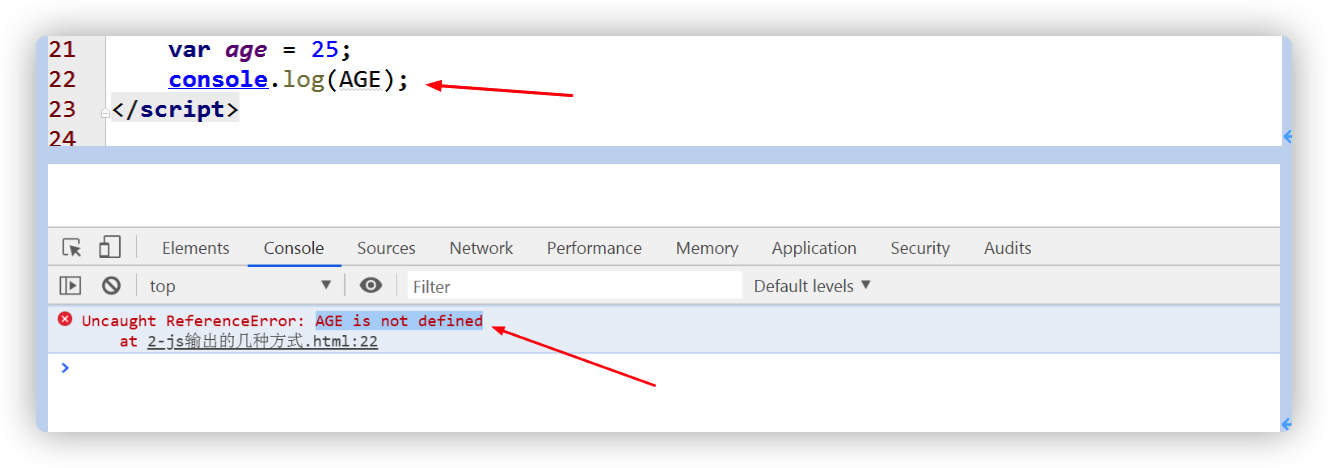 21 var age = 25;
22 console.log(AGE);
23 </script>
24
Elements Console Sources Network Performance Memory Application Security Audits
top Filter Default levels
Uncaught ReferenceError: AGE is not defined
at 2-js输出的几种方式.html:22